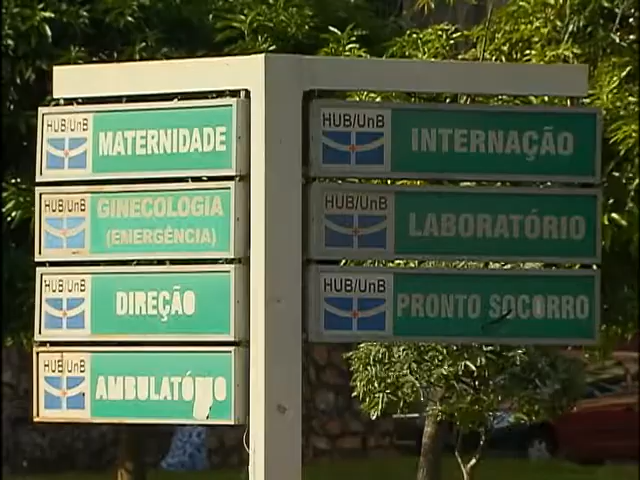 HUB/UnB MATERNIDADE
HUB/UnB GINECOLOGIA
(EMERGÊNCIA)
HUB/UnB DIREÇÃO
HUB/UnB AMBULATÓRIO
HUB/UnB INTERNAÇÃO
HUB/UnB LABORATÓRIO
HUB/UnB PRONTO SOCORRO